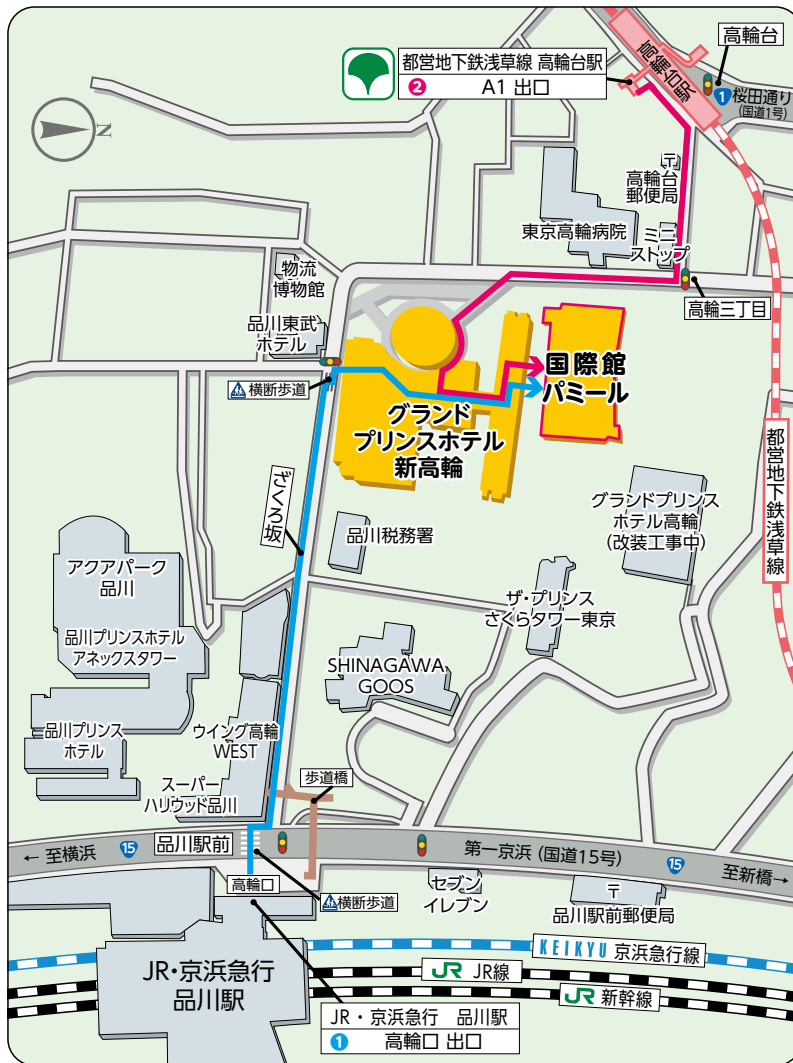 都営地下鉄浅草線 高輪台駅
❷ A1 出口
高輪台駅
高輪台
1
桜田通り
(国道1号)
N
〒
高輪台
郵便局
東京高輪病院
ミニ
ストップ
高輪三丁目
物流
博物館
品川東武
ホテル
横断歩道
国際館
パミール
グランド
プリンスホテル
新高輪
都営地下鉄浅草線
ざくろ坂
品川税務署
グランドプリンス
ホテル高輪
(改装工事中)
アクアパーク
品川
ザ・プリンス
さくらタワー東京
品川プリンスホテル
アネックスタワー
SHINAGAWA
GOOS
品川プリンス
ホテル
ウイング高輪
WEST
スーパー
ハリウッド品川
歩道橋
← 至横浜
15
品川駅前
第一京浜 (国道15号)
15
至新橋→
高輪口
横断歩道
セブン
イレブン
〒
品川駅前郵便局
KEIKYU 京浜急行線
JR・京浜急行
品川駅
JR JR線
JR 新幹線
JR・京浜急行 品川駅
❶ 高輪口 出口